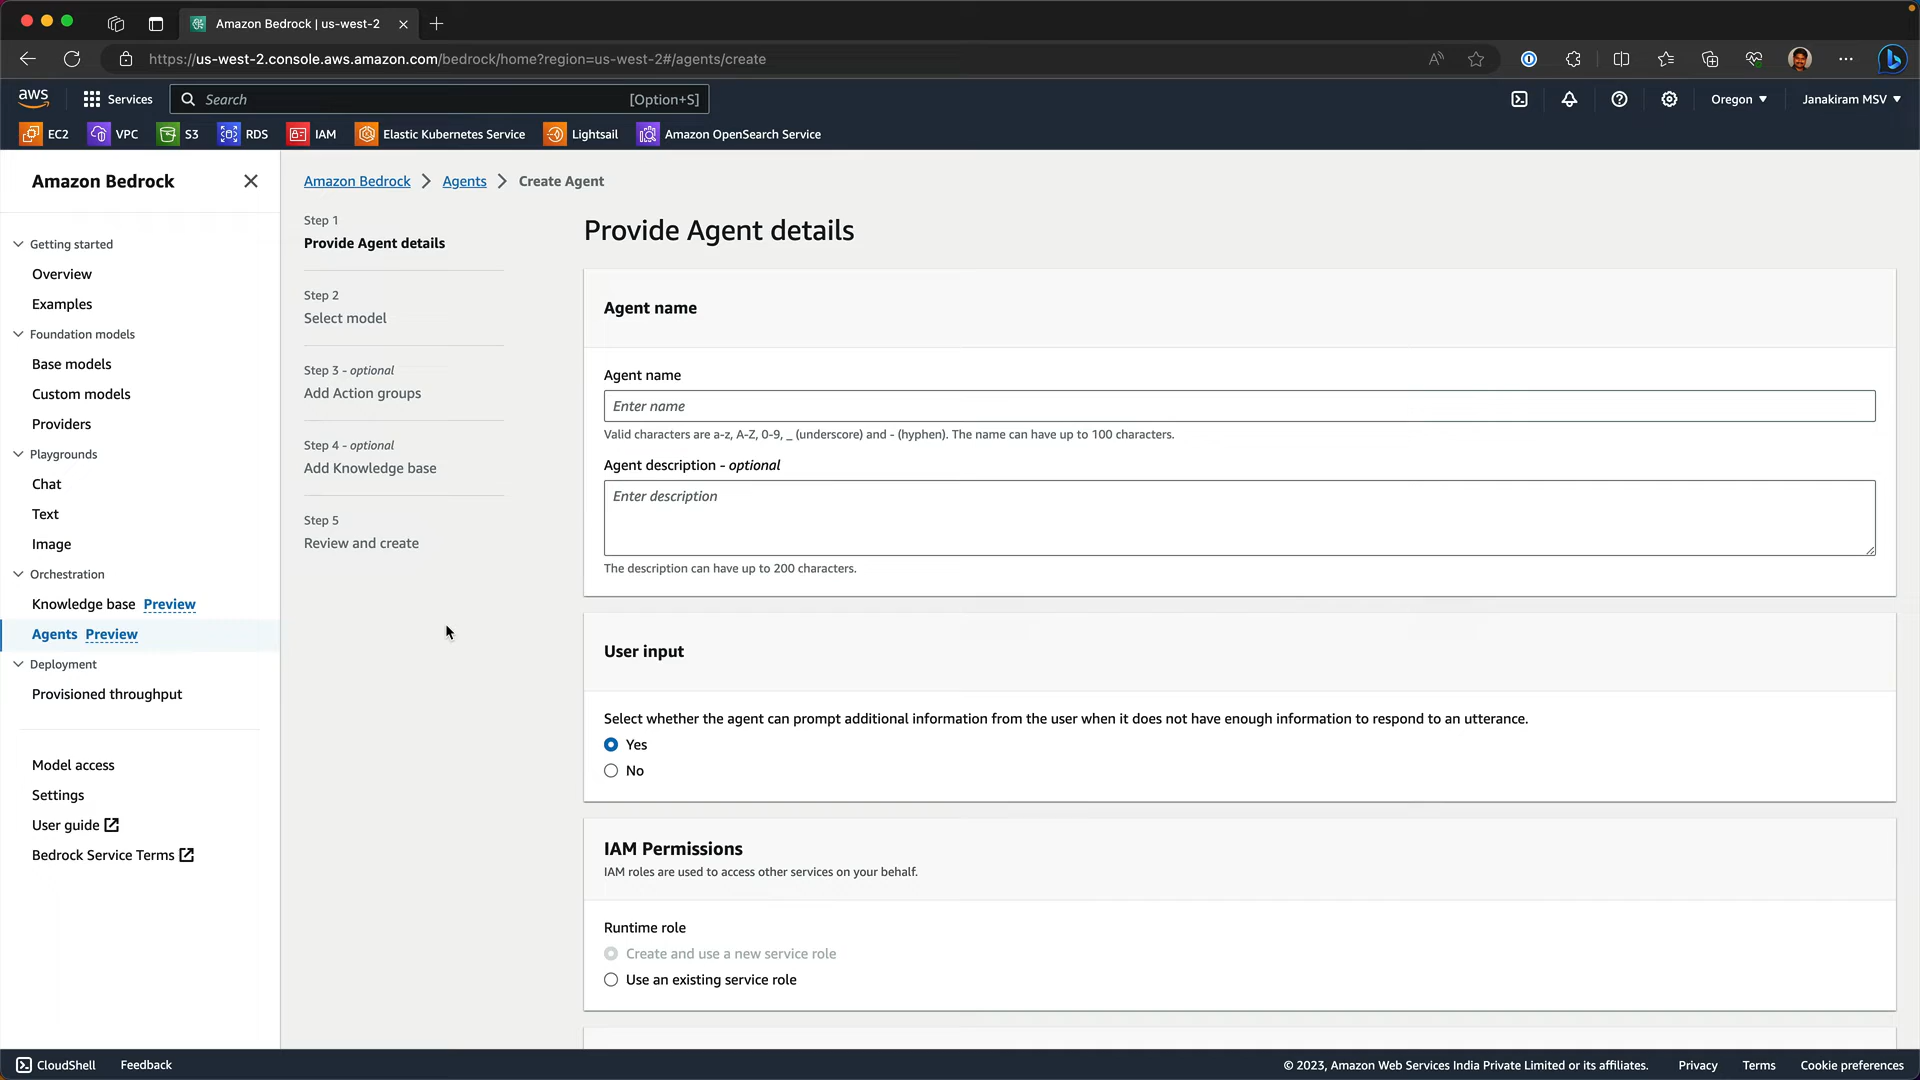 Amazon Bedrock | us-west-2
https://us-west-2.console.aws.amazon.com/bedrock/home?region=us-west-2#/agents/create
aws
Services
Search
[Option+S]
Oregon
Janakiram MSV
EC2
VPC
S3
RDS
IAM
Elastic Kubernetes Service
Lightsail
Amazon OpenSearch Service
Amazon Bedrock
Getting started
Overview
Examples
Foundation models
Base models
Custom models
Providers
Playgrounds
Chat
Text
Image
Orchestration
Knowledge base Preview
Agents Preview
Deployment
Provisioned throughput
Model access
Settings
User guide
Bedrock Service Terms
Amazon Bedrock > Agents > Create Agent
Step 1
Provide Agent details
Step 2
Select model
Step 3 - optional
Add Action groups
Step 4 - optional
Add Knowledge base
Step 5
Review and create
Provide Agent details
Agent name
Agent name
Enter name
Valid characters are a-z, A-Z, 0-9, _ (underscore) and - (hyphen). The name can have up to 100 characters.
Agent description - optional
Enter description
The description can have up to 200 characters.
User input
Select whether the agent can prompt additional information from the user when it does not have enough information to respond to an utterance.
Yes
No
IAM Permissions
IAM roles are used to access other services on your behalf.
Runtime role
Create and use a new service role
Use an existing service role
CloudShell
Feedback
© 2023, Amazon Web Services India Private Limited or its affiliates.
Privacy
Terms
Cookie preferences